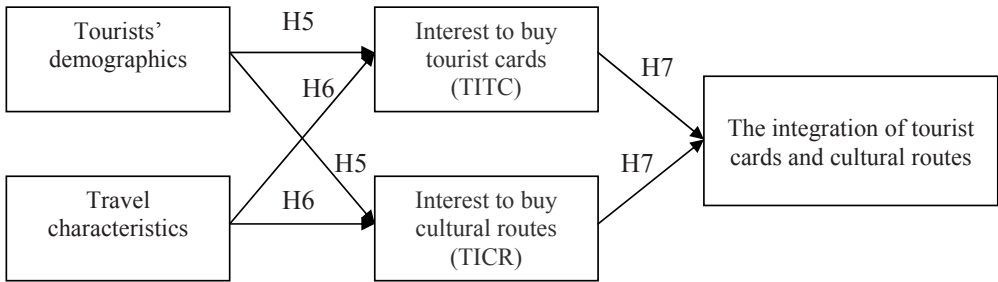 Tourists’
demographics
H5
Interest to buy
tourist cards
(TITC)
H7
H6
The integration of tourist
cards and cultural routes
H5
H7
Travel
characteristics
H6
Interest to buy
cultural routes
(TICR)